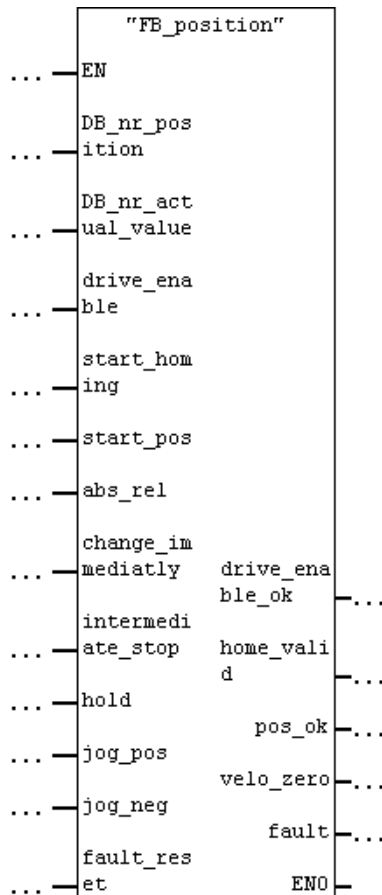 "FB_position"
... EN
DB_nr_pos
... ition
DB_nr_act
... ual_value
drive_ena
... ble
start_hom
... ing
... start_pos
... abs_rel
change_im
... mediatly
drive_ena
ble_ok ...
intermedi
... ate_stop
home_vali
d ...
... hold
pos_ok ...
... jog_pos
velo_zero ...
... jog_neg
fault ...
fault_res
... et
ENO